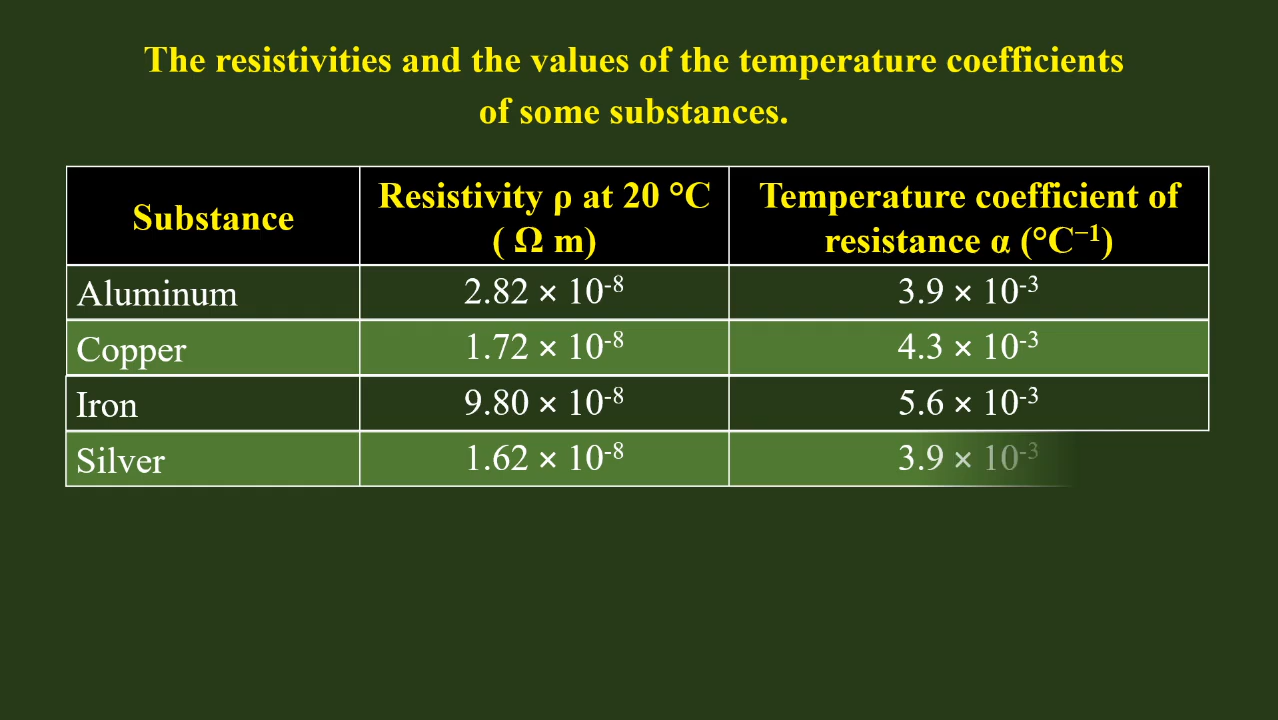 The resistivities and the values of the temperature coefficients
of some substances.
Substance
Resistivity ρ at 20 °C
( Ω m)
Temperature coefficient of
resistance α (°C⁻¹)
Aluminum
2.82 × 10⁻⁸
3.9 × 10⁻³
Copper
1.72 × 10⁻⁸
4.3 × 10⁻³
Iron
9.80 × 10⁻⁸
5.6 × 10⁻³
Silver
1.62 × 10⁻⁸
3.9 × 10⁻³